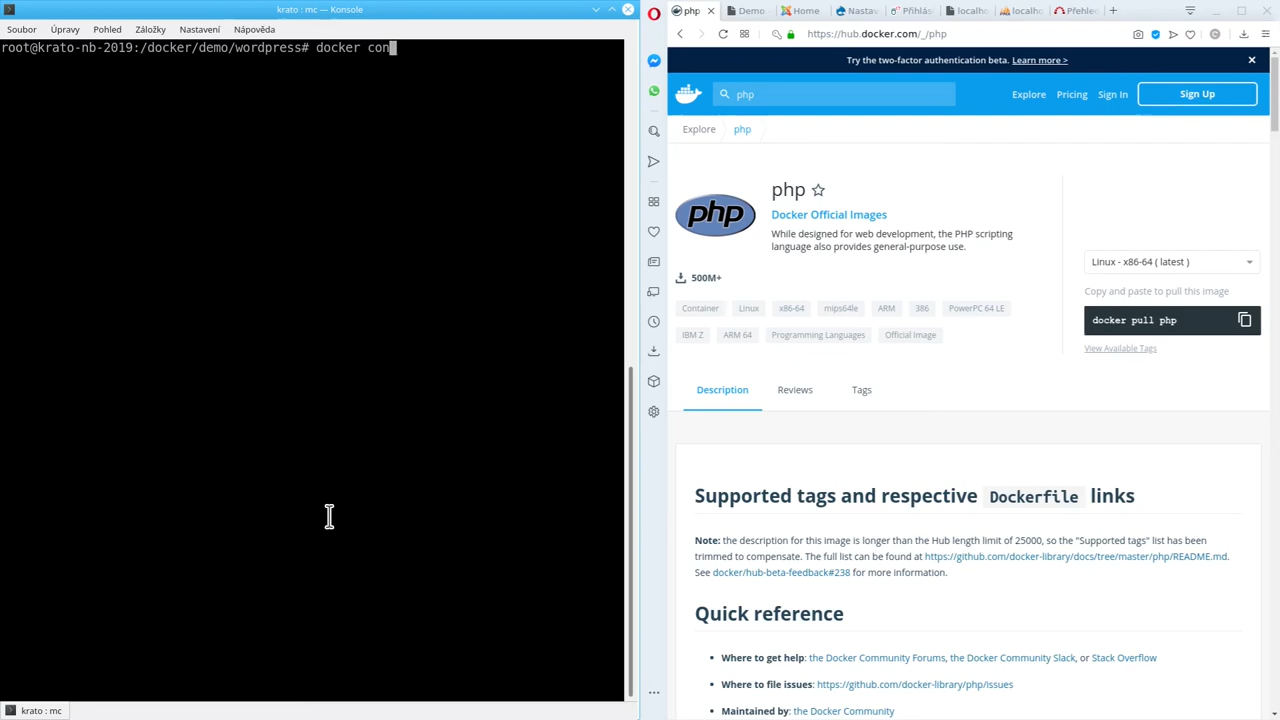 krato : mc — Konsole
Soubor Úpravy Pohled Záložky Nastavení Nápověda
root@krato-nb-2019:/docker/demo/wordpress# docker con
krato : mc
php Demo Home Nastav Přihlás localho localho Přehled
https://hub.docker.com/_/php
Try the two-factor authentication beta. Learn more >
php
Explore Pricing Sign In Sign Up
Explore php
php
php
Docker Official Images
While designed for web development, the PHP scripting
language also provides general-purpose use.
500M+
Container Linux x86-64 mips64le ARM 386 PowerPC 64 LE
IBM Z ARM 64 Programming Languages Official Image
Linux - x86-64 ( latest )
Copy and paste to pull this image
docker pull php
View Available Tags
Description Reviews Tags
Supported tags and respective Dockerfile links
Note: the description for this image is longer than the Hub length limit of 25000, so the "Supported tags" list has been
trimmed to compensate. The full list can be found at https://github.com/docker-library/docs/tree/master/php/README.md.
See docker/hub-beta-feedback#238 for more information.
Quick reference
• Where to get help: the Docker Community Forums, the Docker Community Slack, or Stack Overflow
• Where to file issues: https://github.com/docker-library/php/issues
• Maintained by: the Docker Community